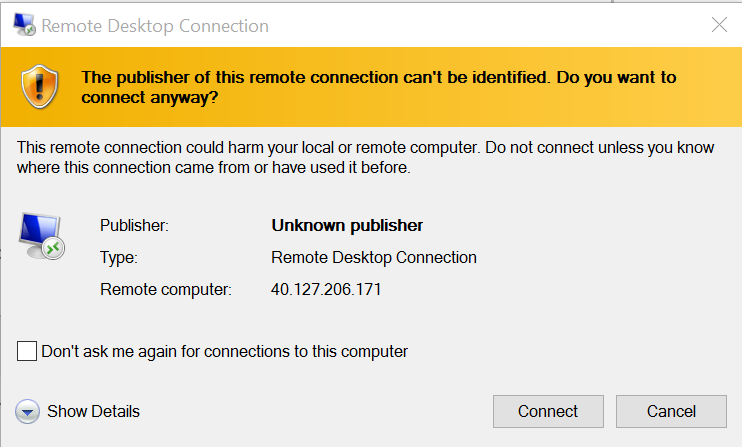 Remote Desktop Connection
The publisher of this remote connection can't be identified. Do you want to
connect anyway?
This remote connection could harm your local or remote computer. Do not connect unless you know
where this connection came from or have used it before.
Publisher: Unknown publisher
Type: Remote Desktop Connection
Remote computer: 40.127.206.171
Don't ask me again for connections to this computer
Show Details Connect Cancel